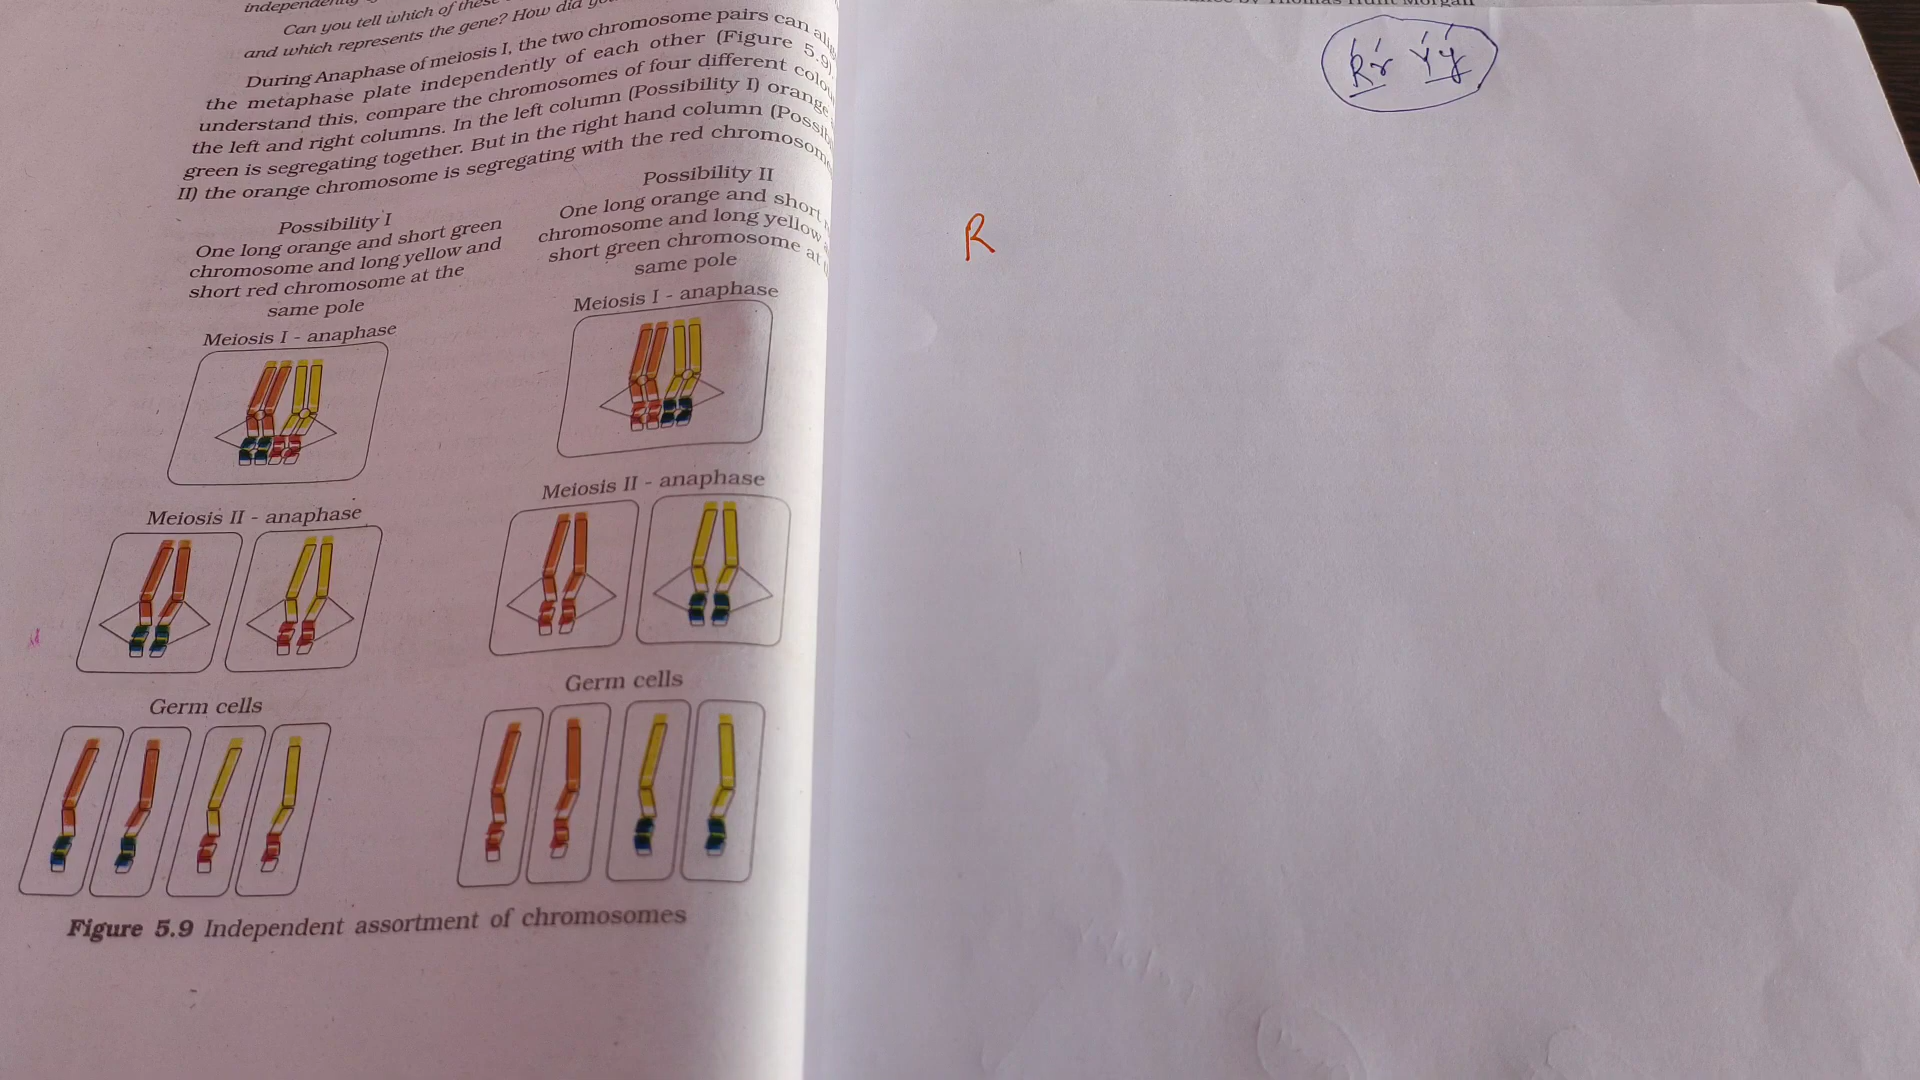 Can you tell which of these
and which represents the gene? How did
During Anaphase of meiosis I, the two chromosome pairs can
the metaphase plate independently of each other (Figure 5.9).
understand this, compare the chromosomes of four different
the left and right columns. In the left column (Possibility I) orange
green is segregating together. But in the right hand column
II) the orange chromosome is segregating with the red
Possibility I
One long orange and short green
chromosome and long yellow and
short red chromosome at the
same pole
Meiosis I - anaphase
Meiosis II - anaphase
Germ cells
Possibility II
One long orange and short
chromosome and long yellow
short green chromosome at
same pole
Meiosis I - anaphase
Meiosis II - anaphase
Germ cells
Figure 5.9 Independent assortment of chromosomes
by Thomas Hunt Morgan
Rr Yy
R